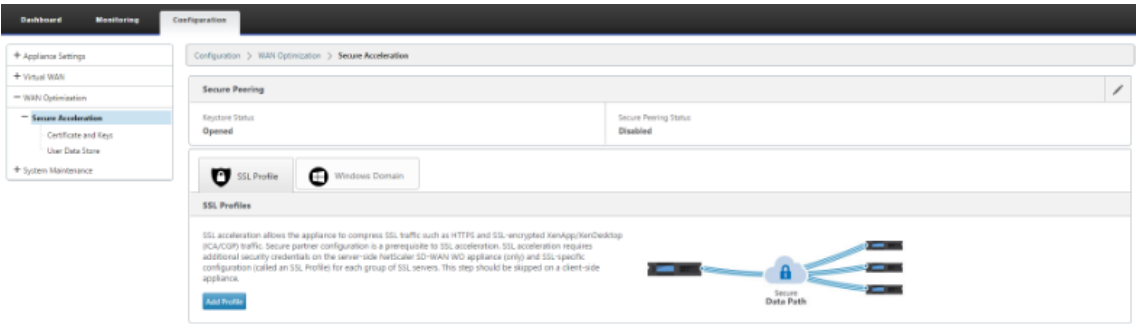 Dashboard Monitoring Configuration
+ Appliance Settings
+ Virtual WAN
− WAN Optimization
− Secure Acceleration
Certificate and Keys
User Data Store
+ System Maintenance
Configuration > WAN Optimization > Secure Acceleration
Secure Peering
Keystore Status
Opened
Secure Peering Status
Disabled
SSL Profile Windows Domain
SSL Profiles
SSL acceleration allows the appliance to compress SSL traffic such as HTTPS and SSL-encrypted XenApp/XenDesktop
(ICA/CGP) traffic. Secure partner configuration is a prerequisite to SSL acceleration. SSL acceleration requires
additional security credentials on the server-side NetScaler SD-WAN WO appliance (only) and SSL-specific
configuration (called an SSL Profile) for each group of SSL servers. This step should be skipped on a client-side
appliance.
Add Profile
Secure
Data Path